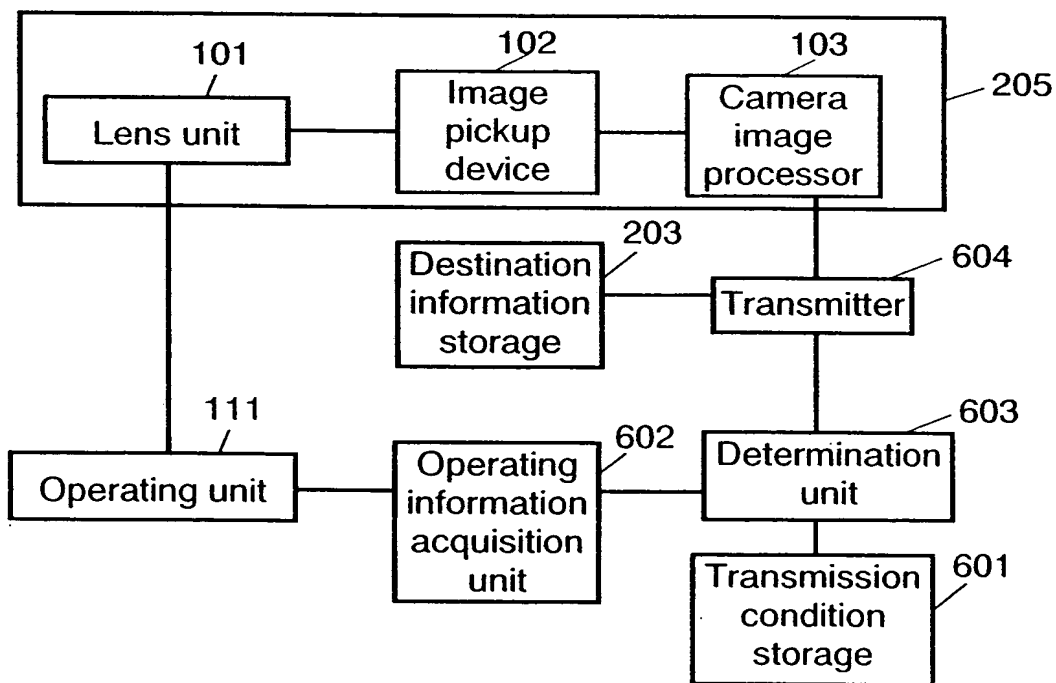 101
102
103
205
Lens unit
Image
pickup
device
Camera
image
processor
203
604
Destination
information
storage
Transmitter
111
602
603
Operating unit
Operating
information
acquisition
unit
Determination
unit
601
Transmission
condition
storage